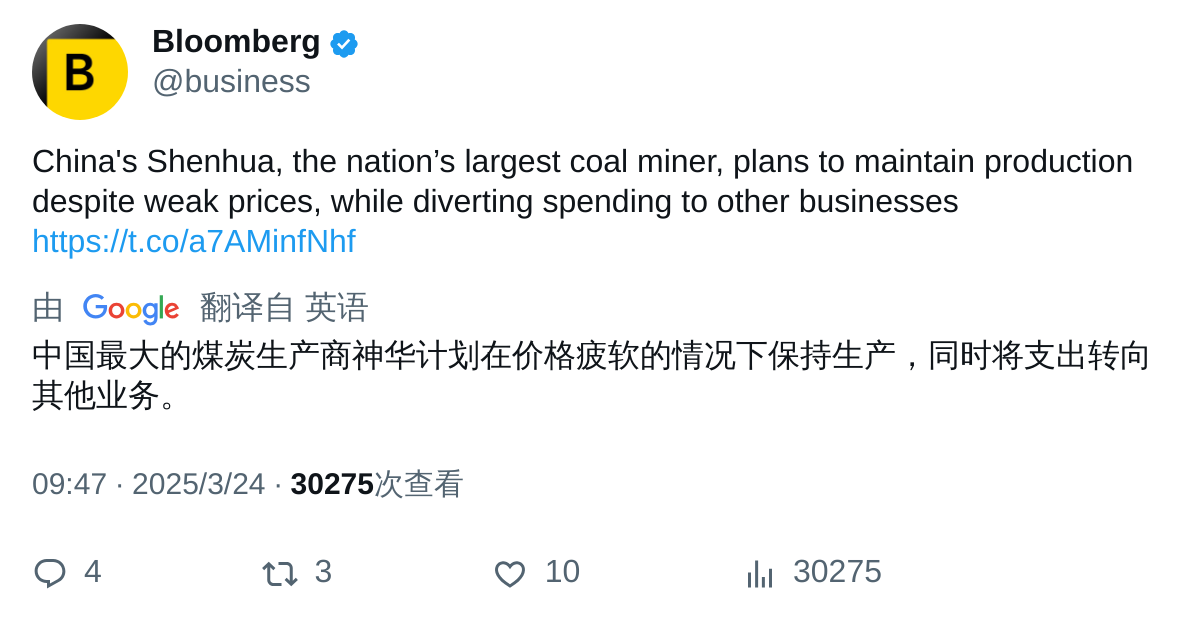 B
Bloomberg
@business
China's Shenhua, the nation’s largest coal miner, plans to maintain production
despite weak prices, while diverting spending to other businesses
https://t.co/a7AMinfNhf
由 Google 翻译自 英语
中国最大的煤炭生产商神华计划在价格疲软的情况下保持生产，同时将支出转向
其他业务。
09:47 · 2025/3/24 · 30275次查看
4 3 10 30275